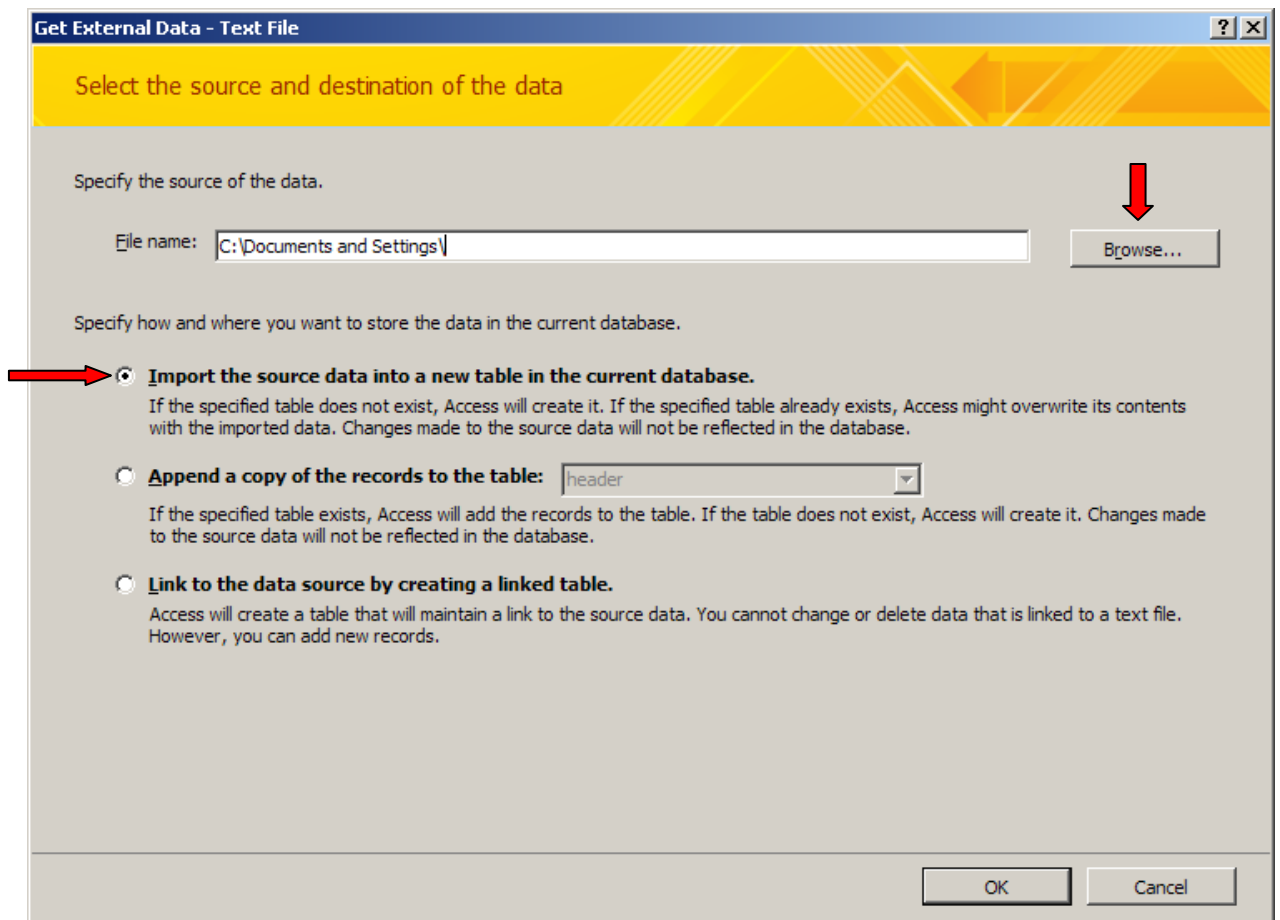 Get External Data - Text File
Select the source and destination of the data
Specify the source of the data.
File name: C:\Documents and Settings\ Browse...
Specify how and where you want to store the data in the current database.
Import the source data into a new table in the current database.
If the specified table does not exist, Access will create it. If the specified table already exists, Access might overwrite its contents
with the imported data. Changes made to the source data will not be reflected in the database.
Append a copy of the records to the table: header
If the specified table exists, Access will add the records to the table. If the table does not exist, Access will create it. Changes made
to the source data will not be reflected in the database.
Link to the data source by creating a linked table.
Access will create a table that will maintain a link to the source data. You cannot change or delete data that is linked to a text file.
However, you can add new records.
OK Cancel